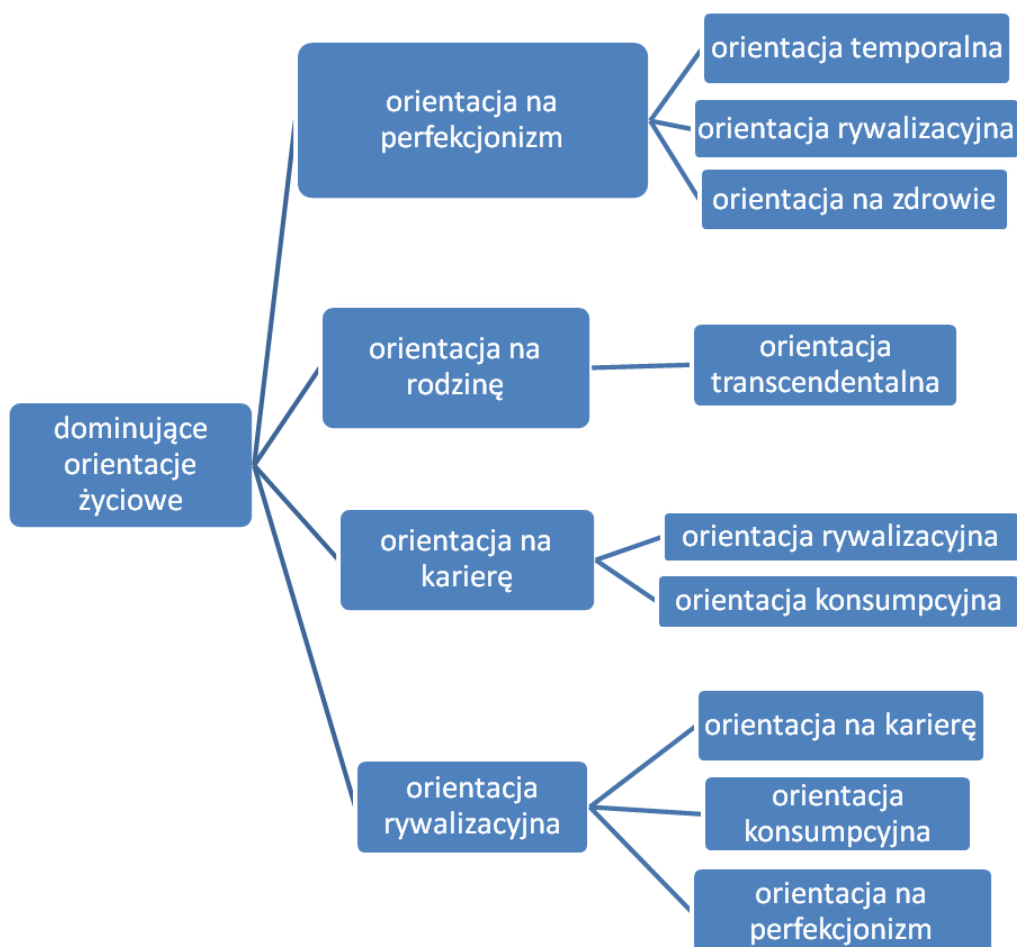 dominujące
orientacje
życiowe
orientacja na
perfekcjonizm
orientacja temporalna
orientacja rywalizacyjna
orientacja na zdrowie
orientacja na
rodzinę
orientacja
transcendentalna
orientacja na
karierę
orientacja rywalizacyjna
orientacja konsumpcyjna
orientacja
rywalizacyjna
orientacja na karierę
orientacja
konsumpcyjna
orientacja na
perfekcjonizm